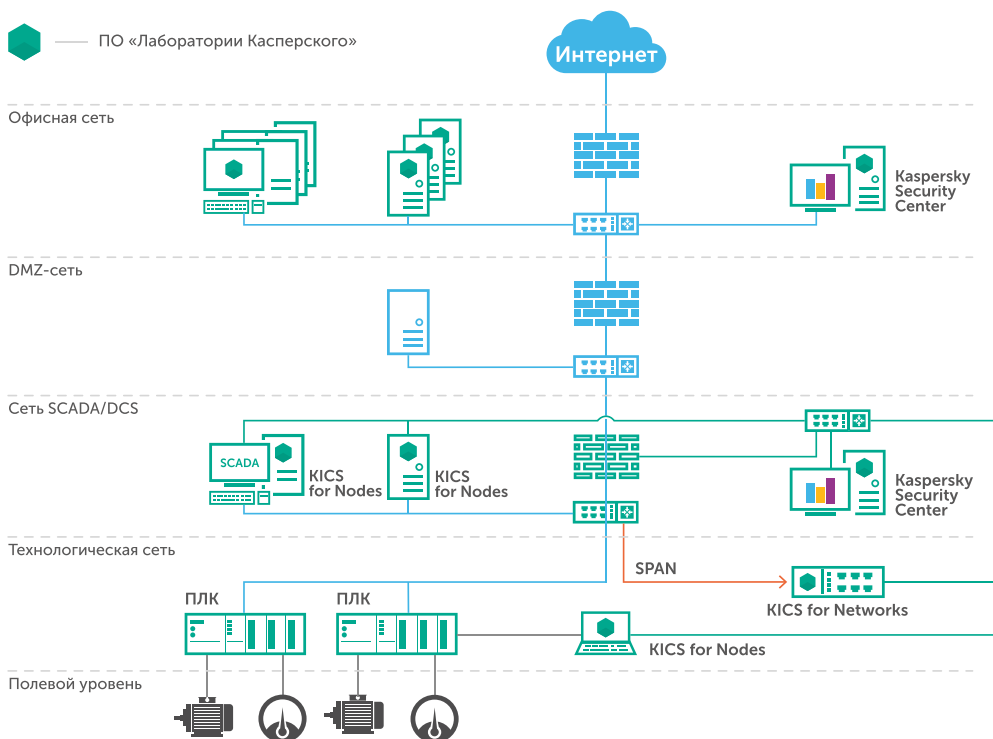 ПО «Лаборатории Касперского»
Интернет
Офисная сеть
Kaspersky
Security
Center
DMZ-сеть
Сеть SCADA/DCS
SCADA
KICS
for Nodes
KICS
for Nodes
Kaspersky
Security
Center
Технологическая сеть
SPAN
ПЛК
ПЛК
KICS for Networks
KICS for Nodes
Полевой уровень